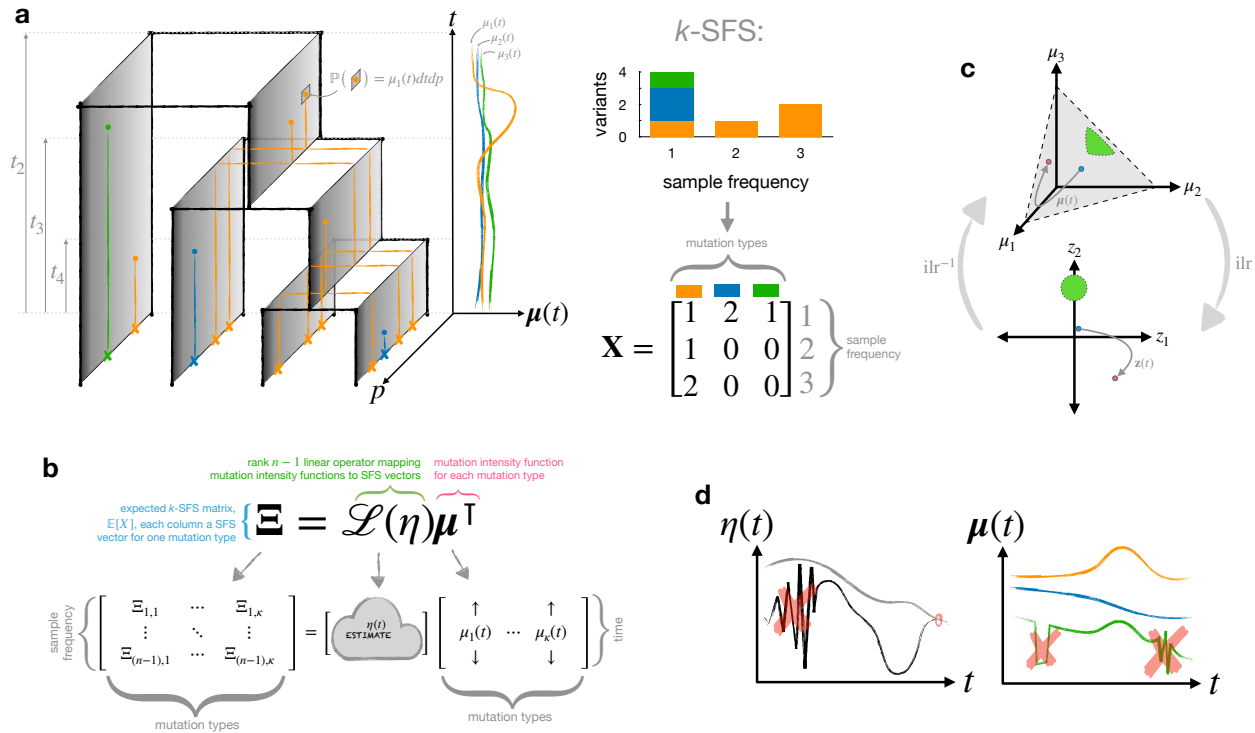 a
t
μ₁(t)
μ₂(t)
μ₃(t)
ℙ( ) = μ₁(t)dtdp
t₂
t₃
t₄
μ(t)
p
k-SFS:
variants
4
2
0
1 2 3
sample frequency
mutation types
X =
1 2 1
1 0 0
2 0 0
1
2
3
sample
frequency
c
μ₃
μ₂
μ₁
μ(t)
ilr⁻¹
ilr
z₂
z₁
z(t)
b
rank n − 1 linear operator mapping
mutation intensity functions to SFS vectors
mutation intensity function
for each mutation type
expected k-SFS matrix,
𝔼[X], each column a SFS
vector for one mutation type
Ξ = ℒ(η)μ⊤
sample
frequency
Ξ₁,₁ ⋯ Ξ₁,κ
⋮ ⋱ ⋮
Ξ₍ₙ₋₁₎,₁ ⋯ Ξ₍ₙ₋₁₎,κ
=
η(t)
ESTIMATE
↑ ↑
μ₁(t) ⋯ μκ(t)
↓ ↓
time
mutation types
mutation types
d
η(t)
t
μ(t)
t